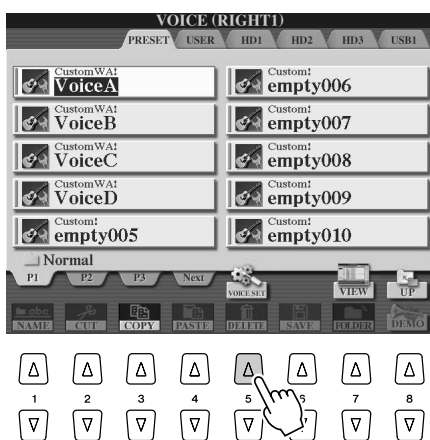 VOICE (RIGHT1)
PRESET USER HD1 HD2 HD3 USB1
CustomWA!
VoiceA
Custom!
empty006
CustomWA!
VoiceB
Custom!
empty007
CustomWA!
VoiceC
Custom!
empty008
CustomWA!
VoiceD
Custom!
empty009
Custom!
empty005
Custom!
empty010
Normal
P1 P2 P3 Next
VOICE SET VIEW UP
abc
NAME CUT COPY PASTE DELETE SAVE FOLDER DEMO
1 2 3 4 5 6 7 8